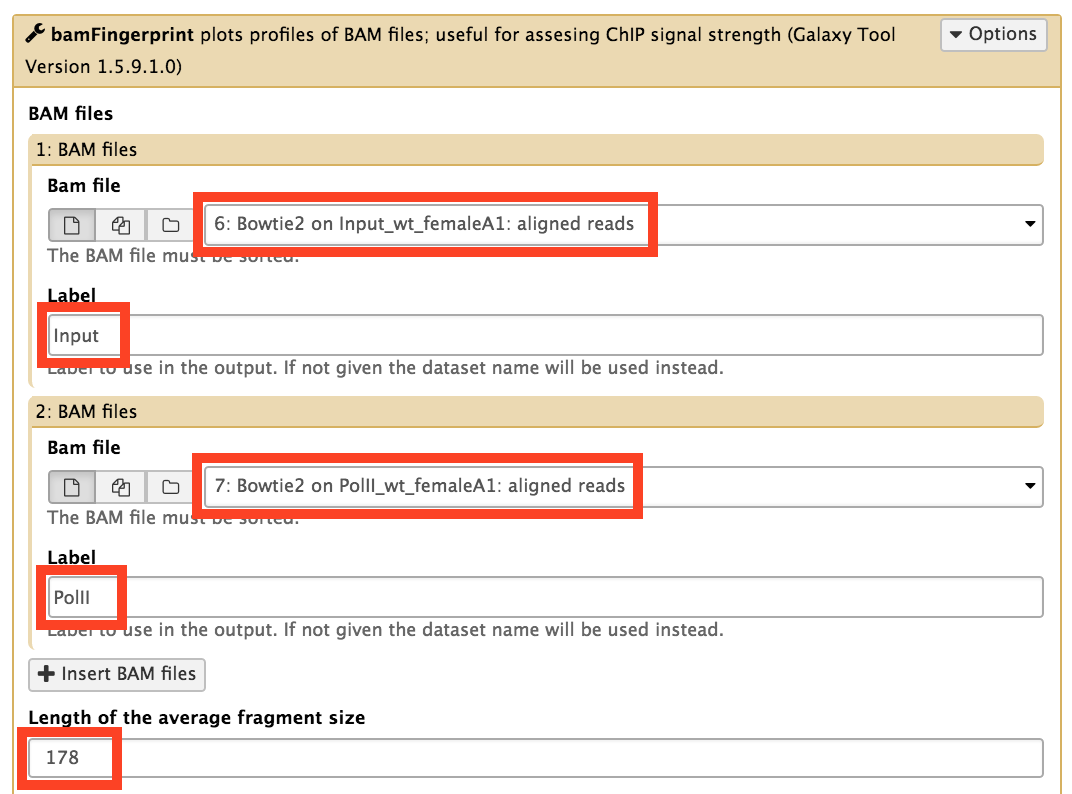 bamFingerprint plots profiles of BAM files; useful for assesing ChIP signal strength (Galaxy Tool
Version 1.5.9.1.0)
Options
BAM files
1: BAM files
Bam file
6: Bowtie2 on Input_wt_femaleA1: aligned reads
The BAM file must be sorted.
Label
Input
Label to use in the output. If not given the dataset name will be used instead.
2: BAM files
Bam file
7: Bowtie2 on PolII_wt_femaleA1: aligned reads
The BAM file must be sorted.
Label
PolII
Label to use in the output. If not given the dataset name will be used instead.
Insert BAM files
Length of the average fragment size
178